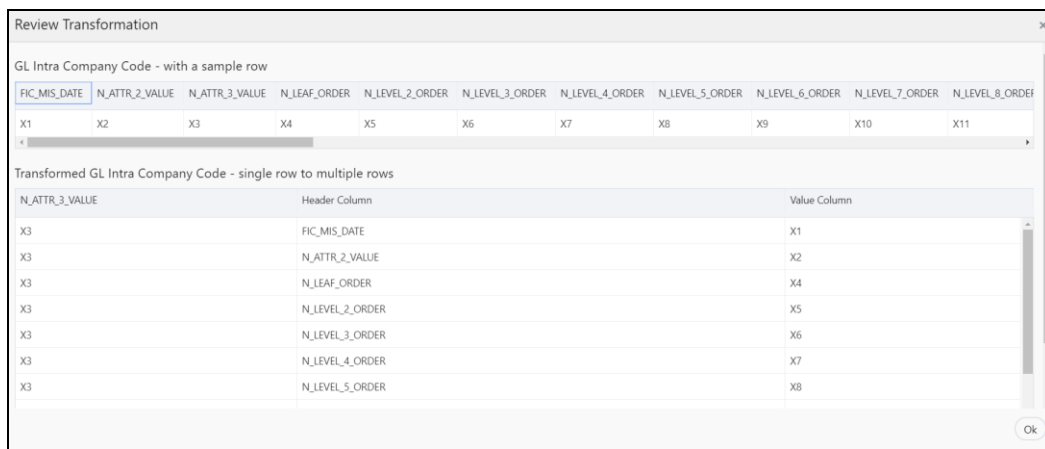 Review Transformation
GL Intra Company Code - with a sample row
FIC_MIS_DATE N_ATTR_2_VALUE N_ATTR_3_VALUE N_LEAF_ORDER N_LEVEL_2_ORDER N_LEVEL_3_ORDER N_LEVEL_4_ORDER N_LEVEL_5_ORDER N_LEVEL_6_ORDER N_LEVEL_7_ORDER N_LEVEL_8_ORDER
X1 X2 X3 X4 X5 X6 X7 X8 X9 X10 X11
Transformed GL Intra Company Code - single row to multiple rows
N_ATTR_3_VALUE Header Column Value Column
X3 FIC_MIS_DATE X1
X3 N_ATTR_2_VALUE X2
X3 N_LEAF_ORDER X4
X3 N_LEVEL_2_ORDER X5
X3 N_LEVEL_3_ORDER X6
X3 N_LEVEL_4_ORDER X7
X3 N_LEVEL_5_ORDER X8
Ok